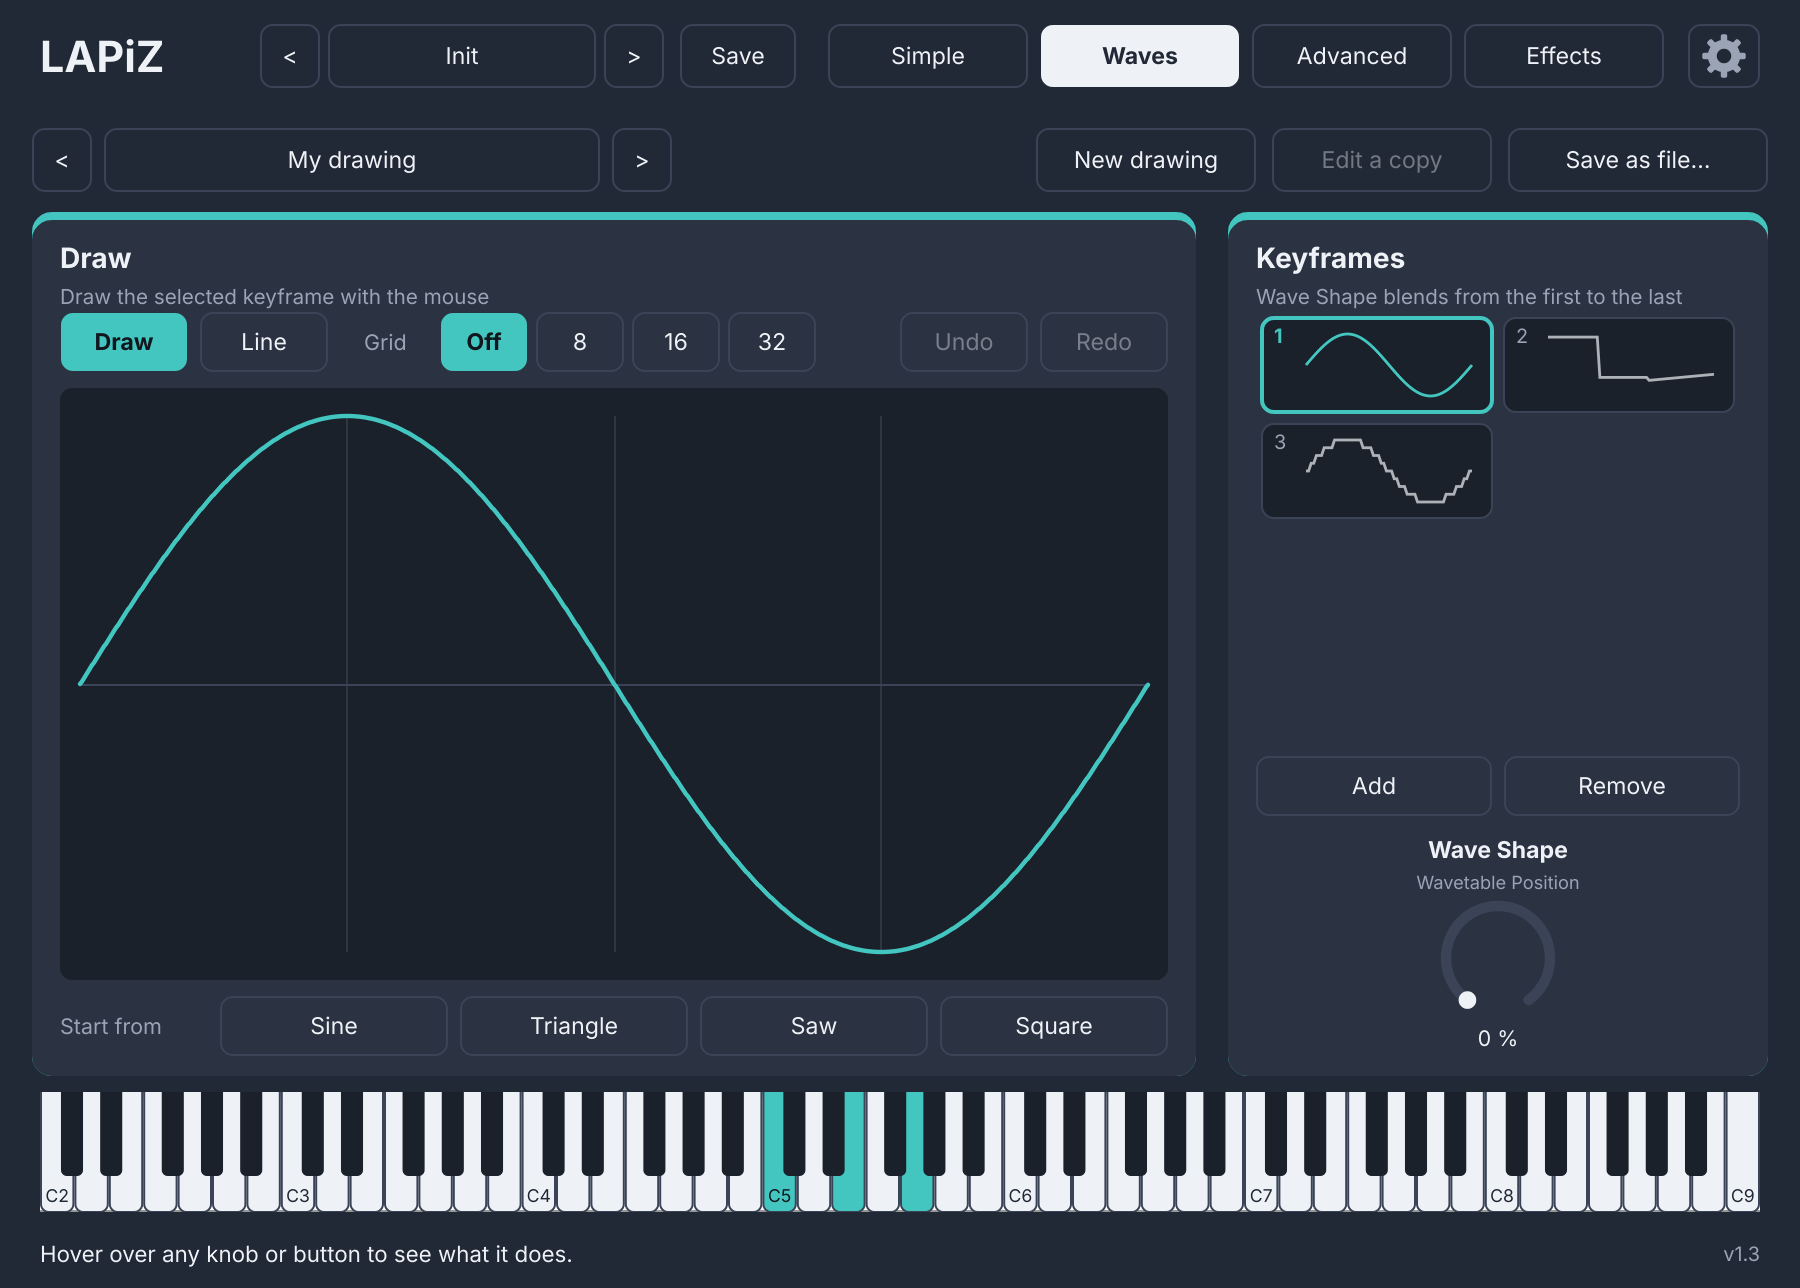 LAPiZ
< Init > Save Simple Waves Advanced Effects
< My drawing > New drawing Edit a copy Save as file...
Draw
Draw the selected keyframe with the mouse
Draw Line Grid Off 8 16 32 Undo Redo
Start from Sine Triangle Saw Square
Keyframes
Wave Shape blends from the first to the last
1 2
3
Add Remove
Wave Shape
Wavetable Position
0 %
C2 C3 C4 C5 C6 C7 C8 C9
Hover over any knob or button to see what it does.
v1.3